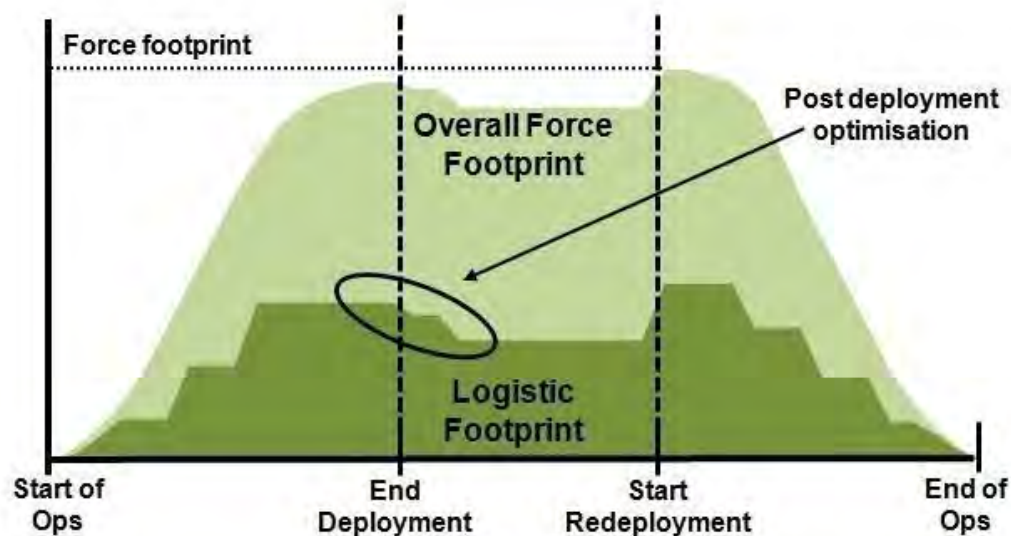 Force footprint
Post deployment
optimisation
Overall Force
Footprint
Logistic
Footprint
Start of
Ops
End
Deployment
Start
Redeployment
End of
Ops